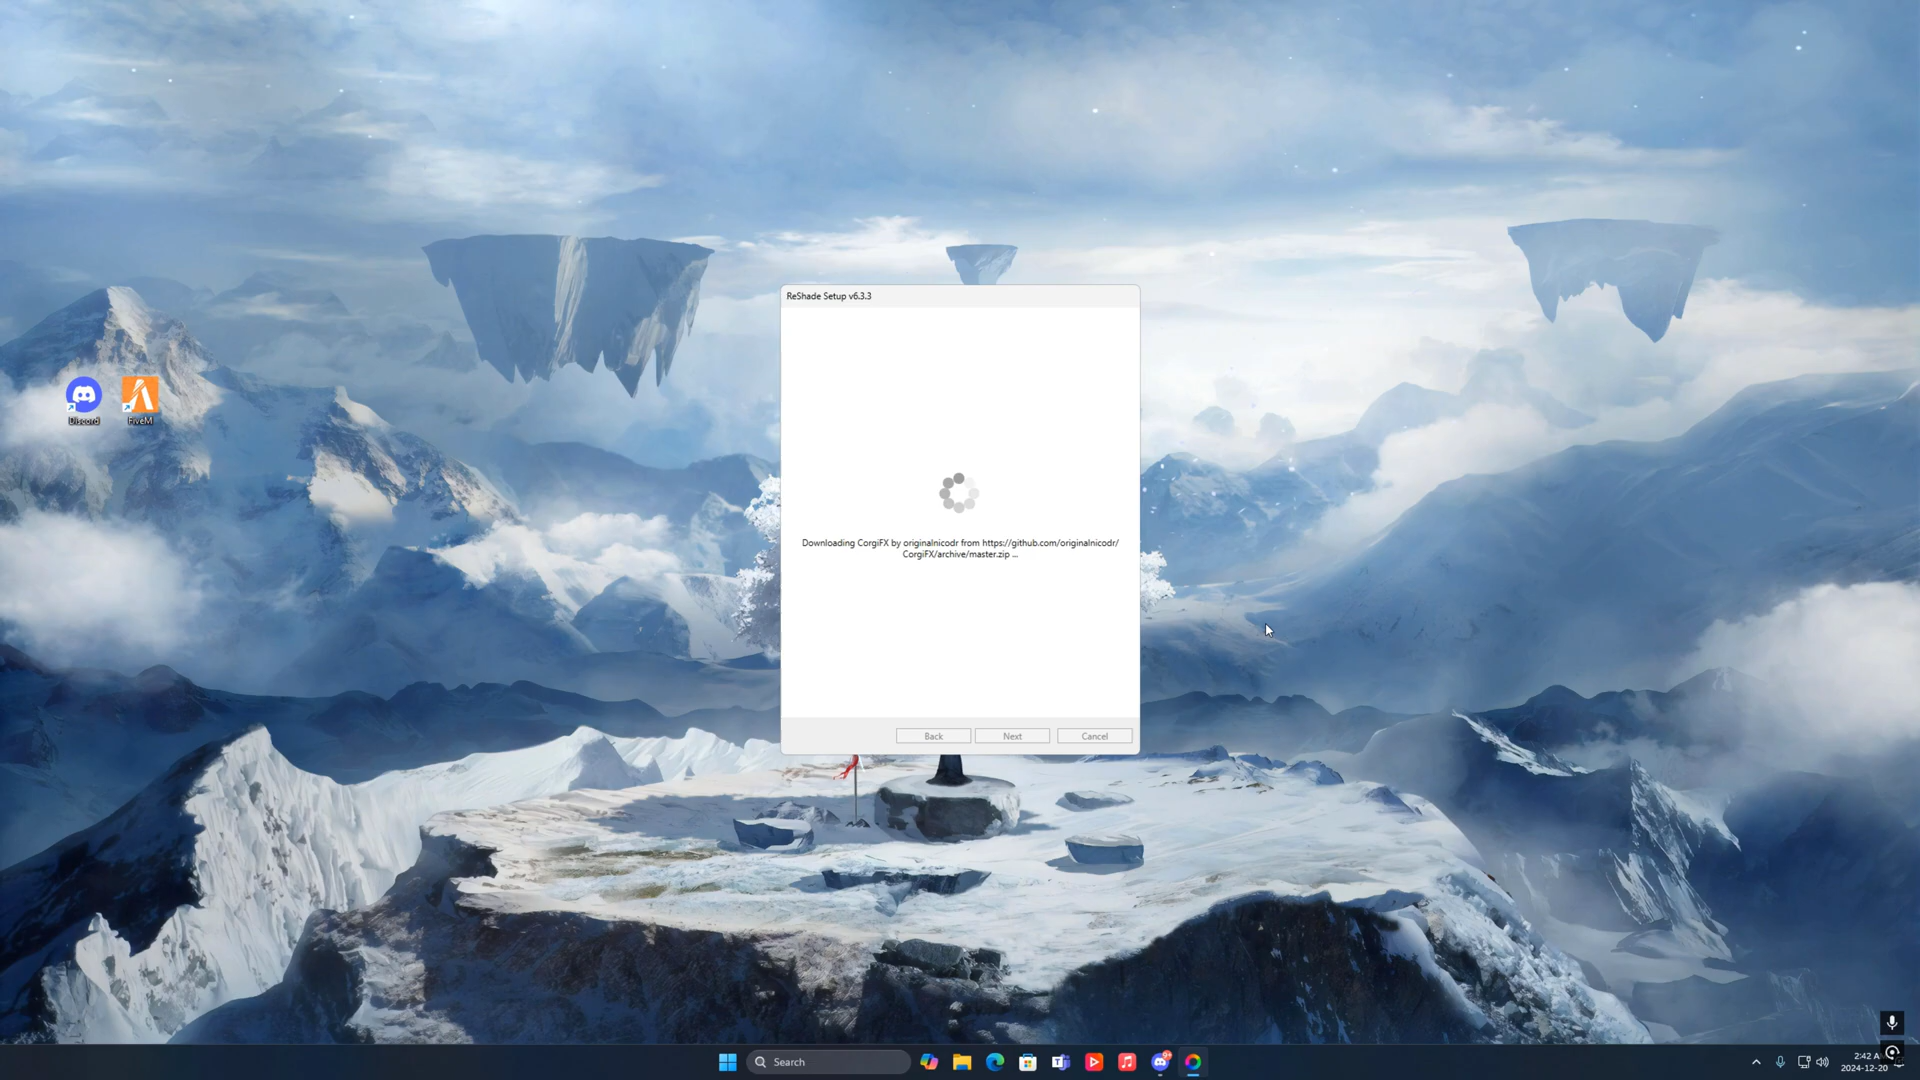 ReShade Setup v6.3.3
Discord
FiveM
Downloading CorgiFX by originalnicodr from https://github.com/originalnicodr/
CorgiFX/archive/master.zip ...
Back
Next
Cancel
Search
9+
2:42 A
2024-12-20